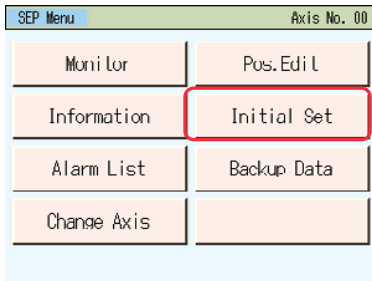 SEP Menu Axis No. 00
Monitor Pos.Edit
Information Initial Set
Alarm List Backup Data
Change Axis